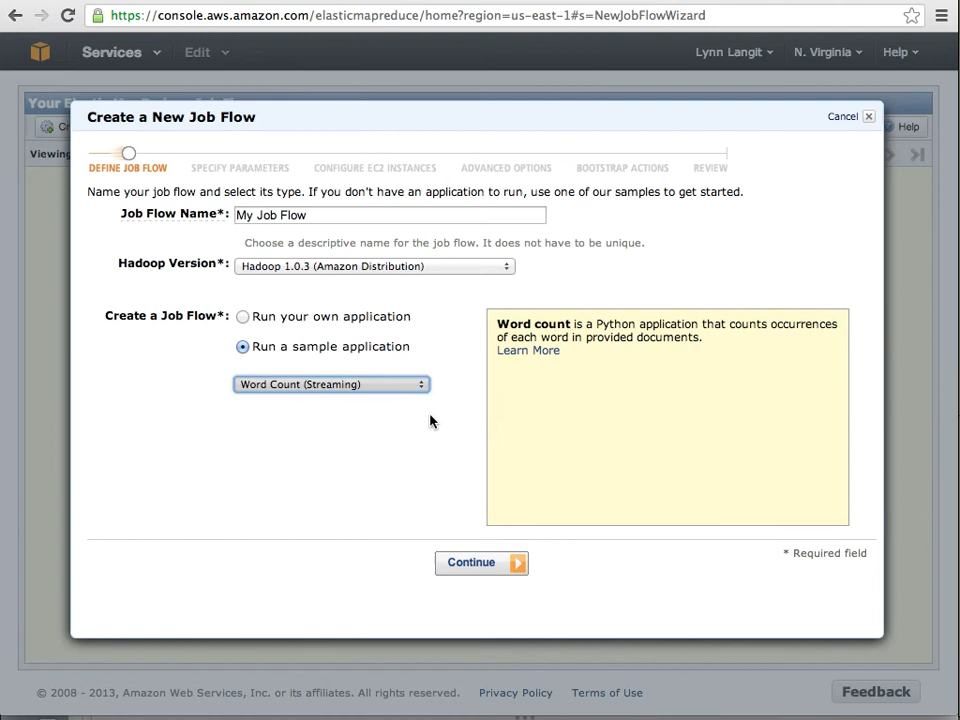 https://console.aws.amazon.com/elasticmapreduce/home?region=us-east-1#s=NewJobFlowWizard
Services Edit Lynn Langit N. Virginia Help
Create a New Job Flow Cancel
Help
Viewing
DEFINE JOB FLOW SPECIFY PARAMETERS CONFIGURE EC2 INSTANCES ADVANCED OPTIONS BOOTSTRAP ACTIONS REVIEW
Name your job flow and select its type. If you don't have an application to run, use one of our samples to get started.
Job Flow Name*: My Job Flow
Choose a descriptive name for the job flow. It does not have to be unique.
Hadoop Version*: Hadoop 1.0.3 (Amazon Distribution)
Create a Job Flow*: Run your own application
Run a sample application
Word Count (Streaming)
Word count is a Python application that counts occurrences
of each word in provided documents.
Learn More
* Required field
Continue
© 2008 - 2013, Amazon Web Services, Inc. or its affiliates. All rights reserved. Privacy Policy Terms of Use Feedback